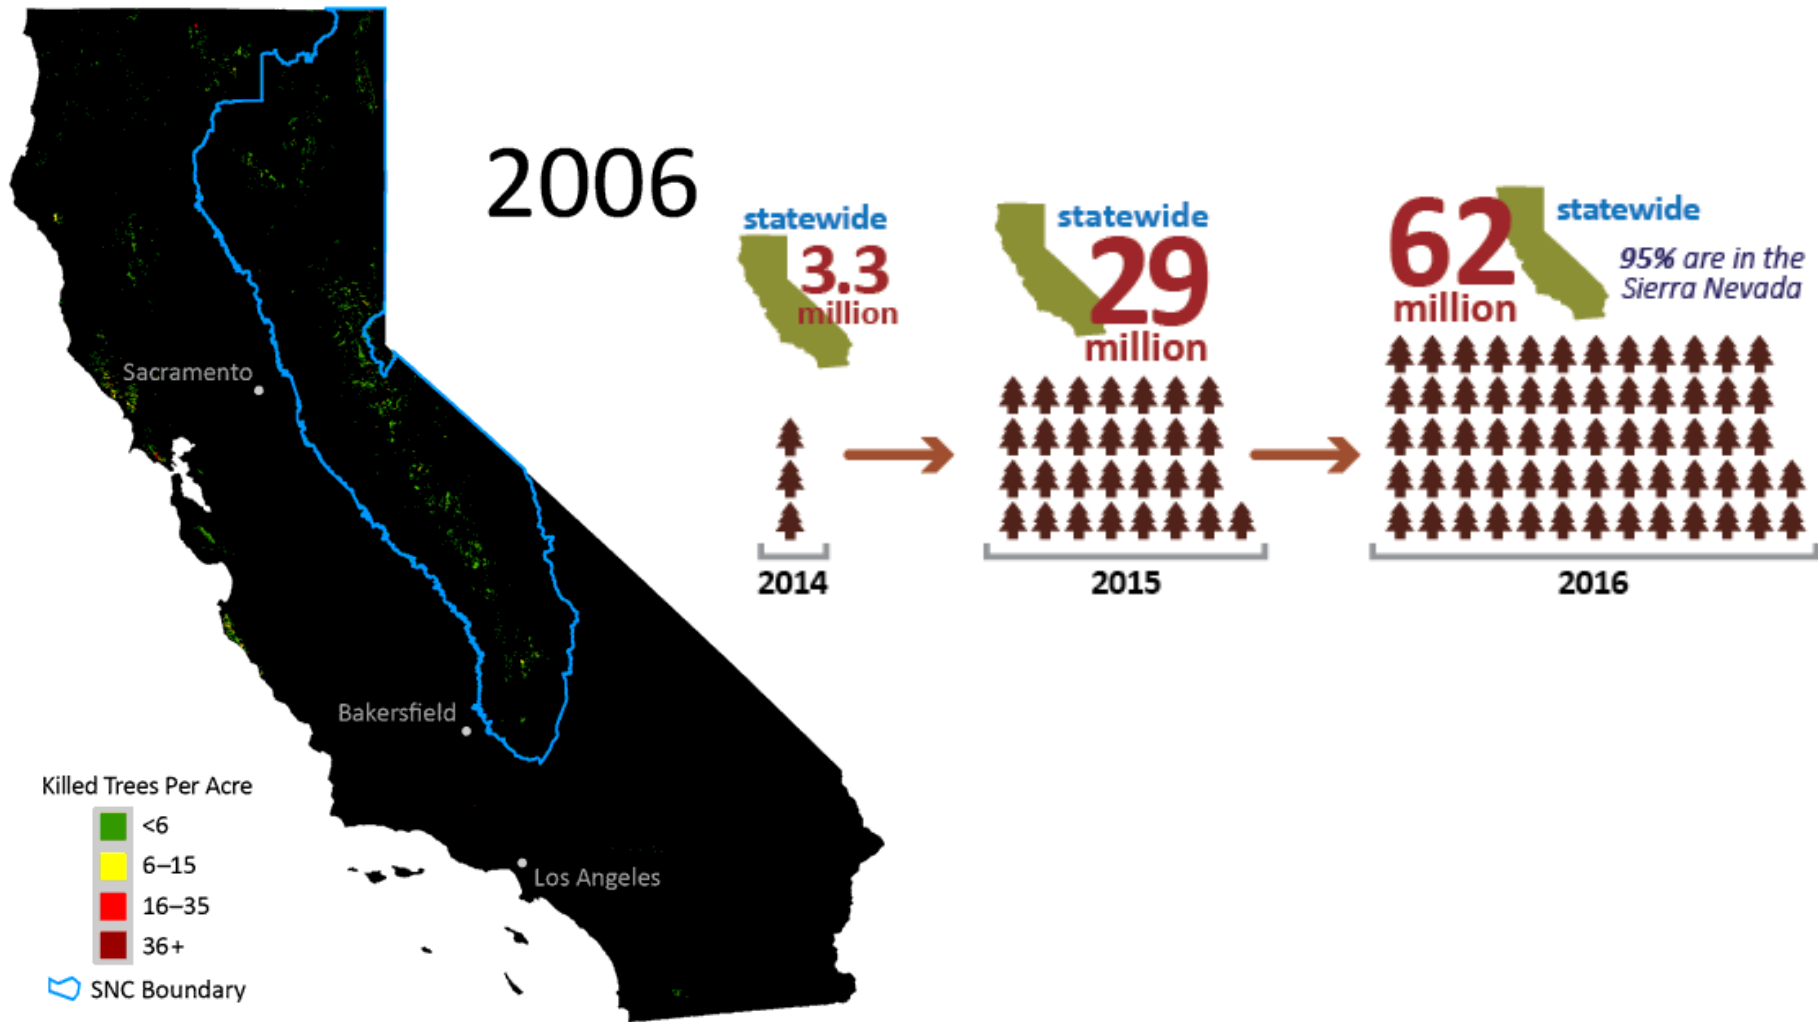 2006
Sacramento
Bakersfield
Los Angeles
Killed Trees Per Acre
<6
6–15
16–35
36+
SNC Boundary
statewide
3.3
million
2014
statewide
29
million
2015
62
million
statewide
95% are in the
Sierra Nevada
2016